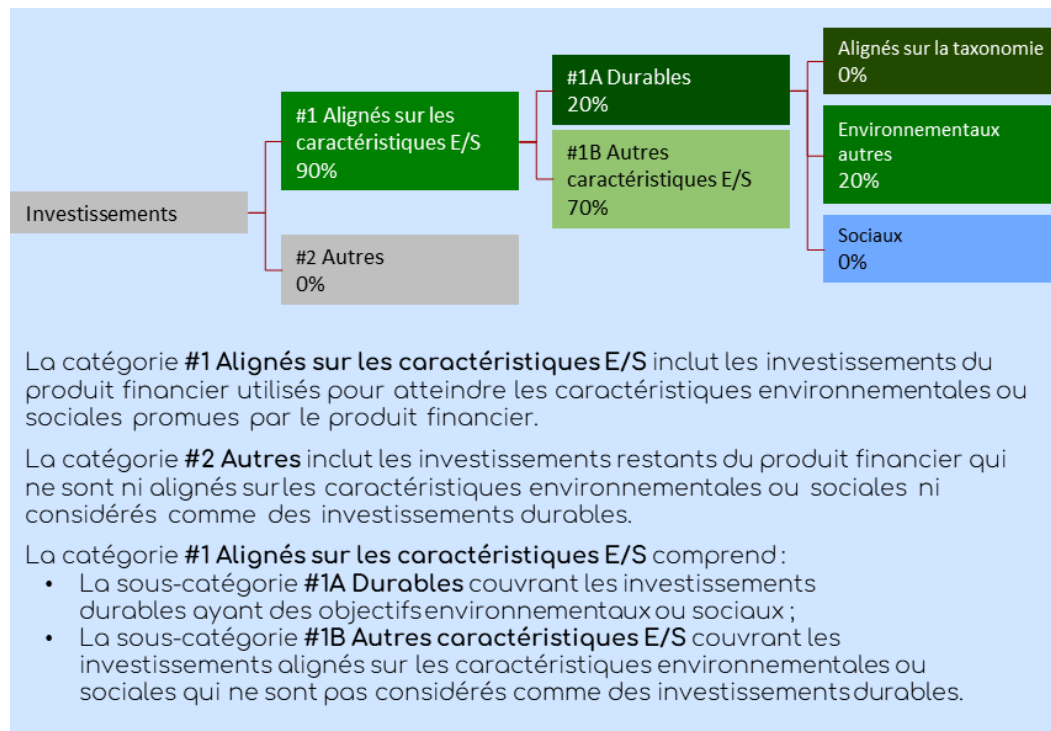 Investissements
#1 Alignés sur les
caractéristiques E/S
90%
#2 Autres
0%
#1A Durables
20%
#1B Autres
caractéristiques E/S
70%
Alignés sur la taxonomie
0%
Environnementaux
autres
20%
Sociaux
0%
La catégorie #1 Alignés sur les caractéristiques E/S inclut les investissements du
produit financier utilisés pour atteindre les caractéristiques environnementales ou
sociales promues par le produit financier.
La catégorie #2 Autres inclut les investissements restants du produit financier qui
ne sont ni alignés sur les caractéristiques environnementales ou sociales ni
considérés comme des investissements durables.
La catégorie #1 Alignés sur les caractéristiques E/S comprend :
• La sous-catégorie #1A Durables couvrant les investissements
durables ayant des objectifs environnementaux ou sociaux ;
• La sous-catégorie #1B Autres caractéristiques E/S couvrant les
investissements alignés sur les caractéristiques environnementales ou
sociales qui ne sont pas considérés comme des investissements durables.